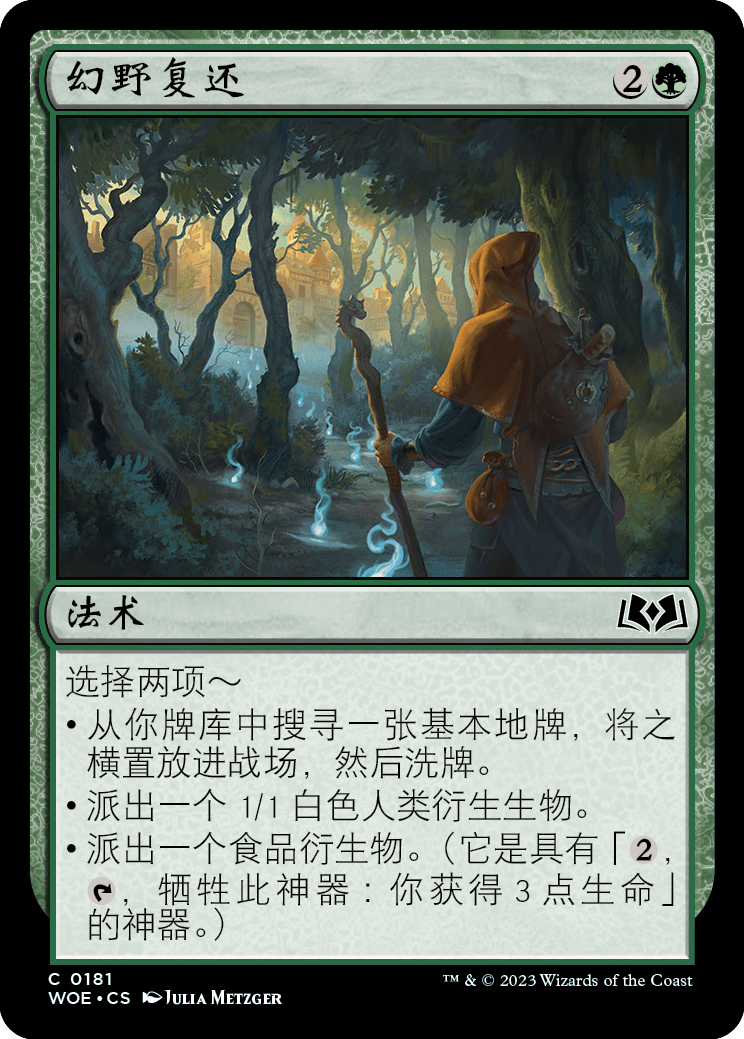 幻野复还 2
法术
选择两项～
• 从你牌库中搜寻一张基本地牌，将之
横置放进战场，然后洗牌。
• 派出一个 1/1 白色人类衍生生物。
• 派出一个食品衍生物。（它是具有「2，
，牺牲此神器：你获得 3 点生命」
的神器。）
C 0181
WOE • CS JULIA METZGER
™ & © 2023 Wizards of the Coast